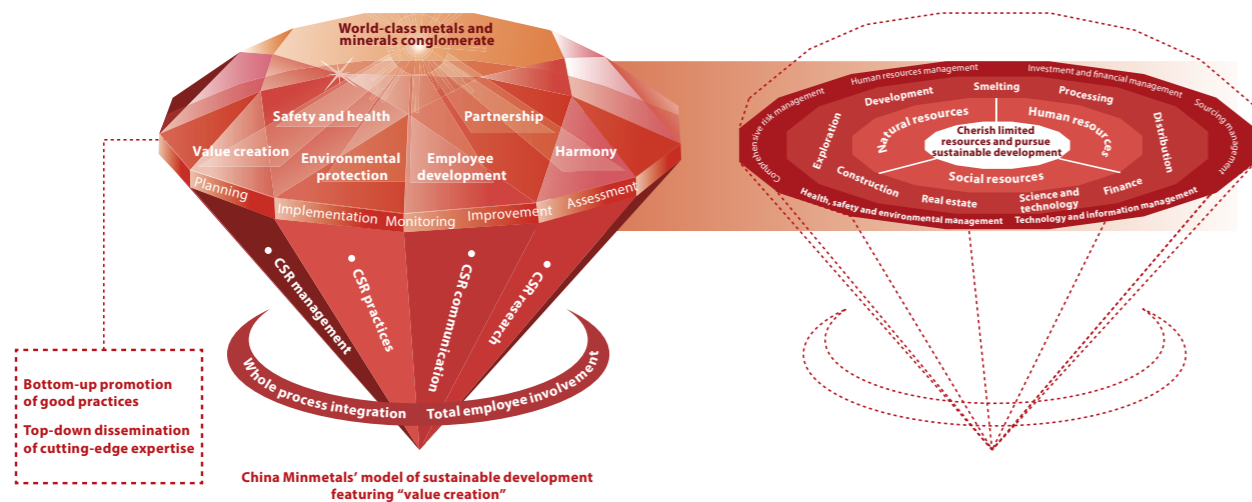 World-class metals and
minerals conglomerate
Safety and health
Partnership
Value creation
Environmental
protection
Employee
development
Harmony
Planning
Implementation
Monitoring
Improvement
Assessment
• CSR management
• CSR practices
• CSR communication
• CSR research
Whole process integration
Total employee involvement
Bottom-up promotion
of good practices
Top-down dissemination
of cutting-edge expertise
China Minmetals’ model of sustainable development
featuring “value creation”
Comprehensive risk management
Human resources management
Investment and financial management
Sourcing management
Health, safety and environmental management
Technology and information management
Exploration
Development
Smelting
Processing
Distribution
Construction
Real estate
Science and
technology
Finance
Natural resources
Human resources
Social resources
Cherish limited
resources and pursue
sustainable development